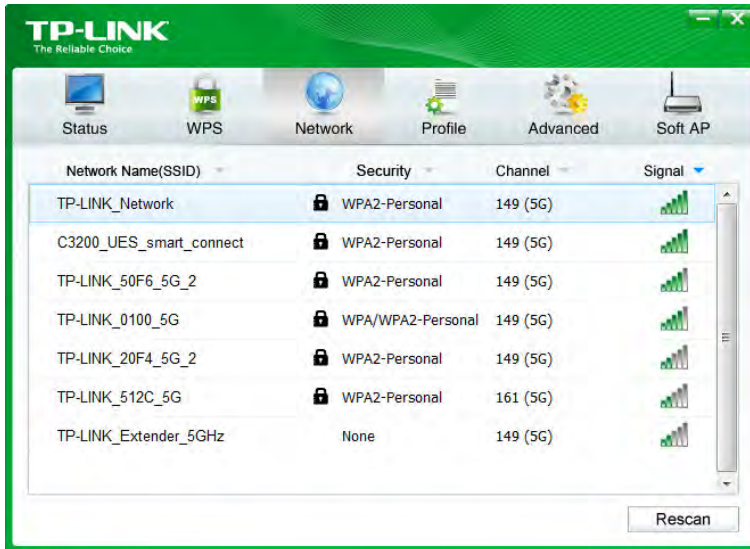 TP-LINK
The Reliable Choice
WPS
Status WPS Network Profile Advanced Soft AP
Network Name(SSID) Security Channel Signal
TP-LINK_Network WPA2-Personal 149 (5G)
C3200_UES_smart_connect WPA2-Personal 149 (5G)
TP-LINK_50F6_5G_2 WPA2-Personal 149 (5G)
TP-LINK_0100_5G WPA/WPA2-Personal 149 (5G)
TP-LINK_20F4_5G_2 WPA2-Personal 149 (5G)
TP-LINK_512C_5G WPA2-Personal 161 (5G)
TP-LINK_Extender_5GHz None 149 (5G)
Rescan